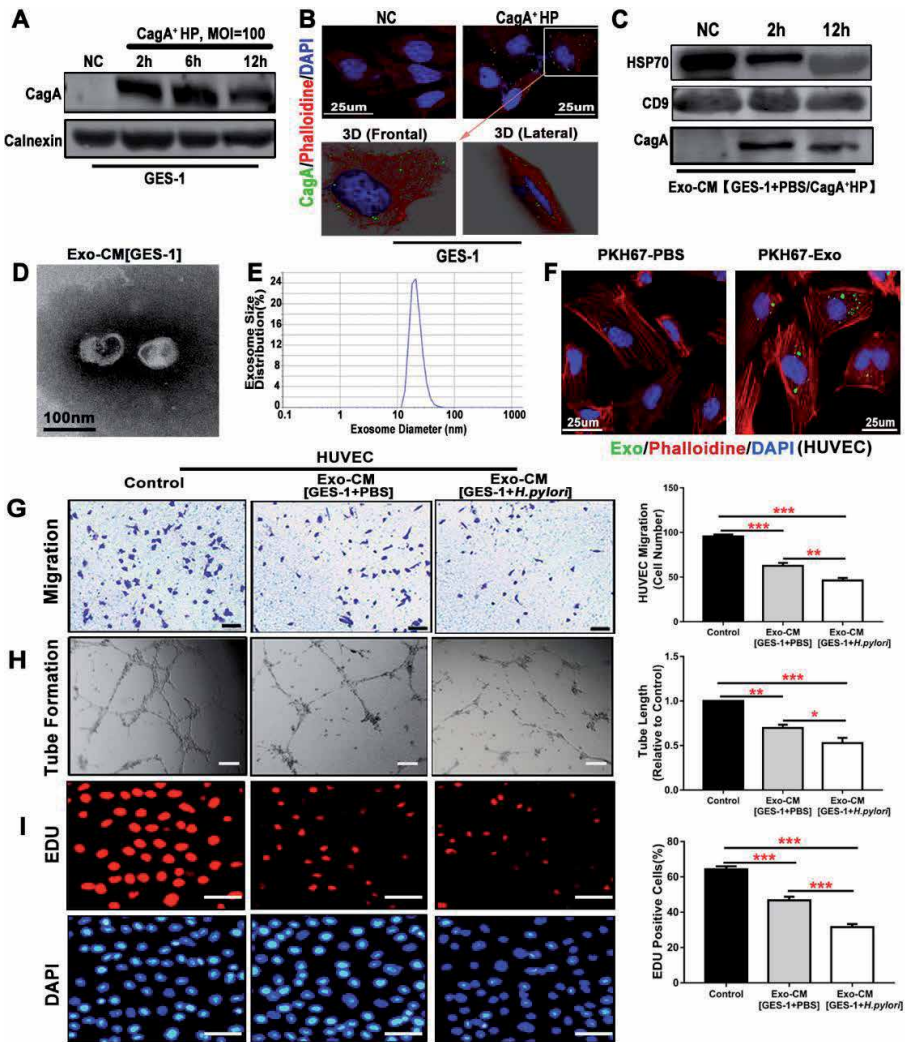 A
CagA⁺ HP, MOI=100
NC 2h 6h 12h
CagA
Calnexin
GES-1
B
NC CagA⁺HP
CagA/Phalloidine/DAPI
25um 25um
3D (Frontal) 3D (Lateral)
GES-1
C
NC 2h 12h
HSP70
CD9
CagA
Exo-CM【GES-1+PBS/CagA⁺HP】
D
Exo-CM[GES-1]
100nm
E
Exosome Size
Distribution(%)
24
20
16
12
8
4
0
0.1 1 10 100 1000
Exosome Diameter (nm)
F
PKH67-PBS PKH67-Exo
25um 25um
Exo/Phalloidine/DAPI (HUVEC)
HUVEC
Control Exo-CM [GES-1+PBS] Exo-CM [GES-1+H.pylori]
G
Migration
HUVEC Migration
(Cell Number)
150
100
50
0
***
***
**
Control Exo-CM [GES-1+PBS] Exo-CM [GES-1+H.pylori]
H
Tube Formation
Tube Length
(Relative to Control)
1.5
1.0
0.5
0.0
***
**
*
Control Exo-CM [GES-1+PBS] Exo-CM [GES-1+H.pylori]
I
EDU
DAPI
EDU Positive Cells(%)
80
60
40
20
0
***
***
***
Control Exo-CM [GES-1+PBS] Exo-CM [GES-1+H.pylori]